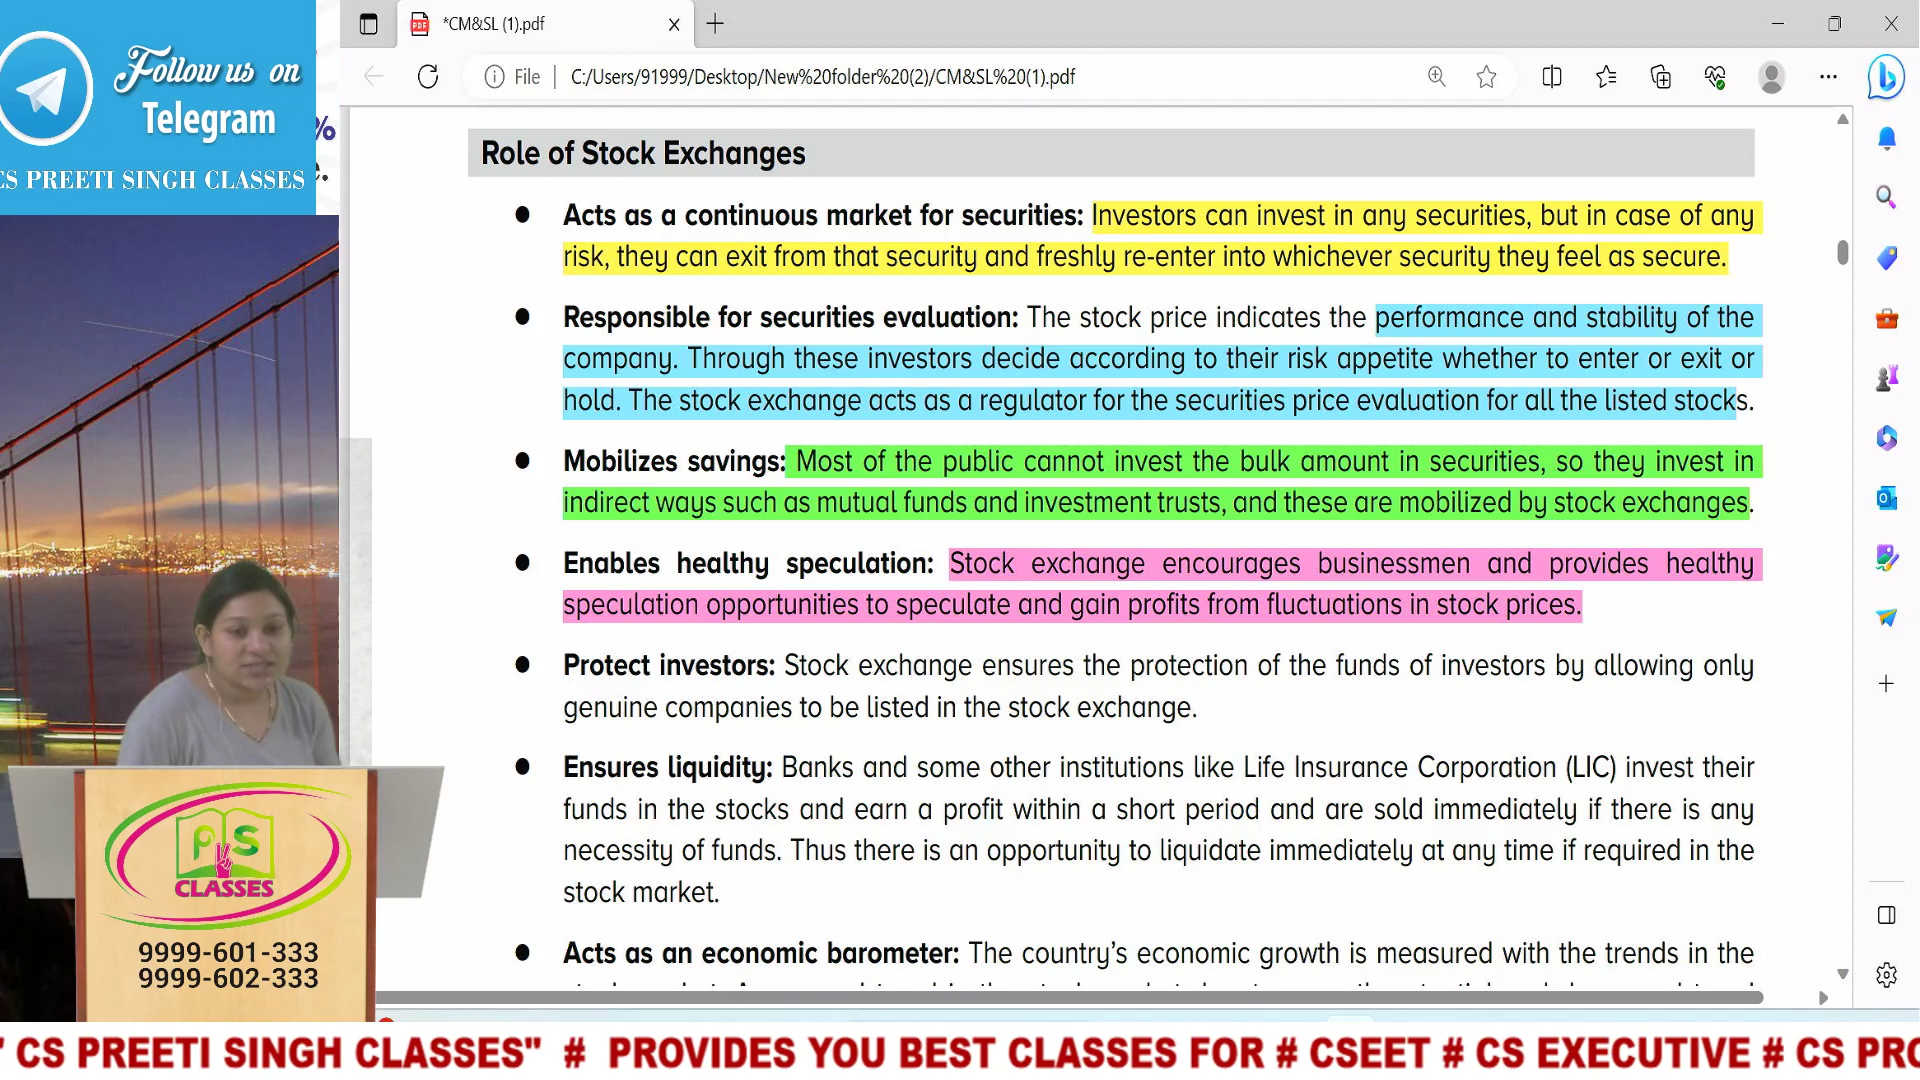 *CM&SL (1).pdf
File
C:/Users/91999/Desktop/New%20folder%20(2)/CM&SL%20(1).pdf
Follow us on
Telegram
CS PREETI SINGH CLASSES
%
Role of Stock Exchanges
● Acts as a continuous market for securities: Investors can invest in any securities, but in case of any
risk, they can exit from that security and freshly re-enter into whichever security they feel as secure.
● Responsible for securities evaluation: The stock price indicates the performance and stability of the
company. Through these investors decide according to their risk appetite whether to enter or exit or
hold. The stock exchange acts as a regulator for the securities price evaluation for all the listed stocks.
● Mobilizes savings: Most of the public cannot invest the bulk amount in securities, so they invest in
indirect ways such as mutual funds and investment trusts, and these are mobilized by stock exchanges.
● Enables healthy speculation: Stock exchange encourages businessmen and provides healthy
speculation opportunities to speculate and gain profits from fluctuations in stock prices.
● Protect investors: Stock exchange ensures the protection of the funds of investors by allowing only
genuine companies to be listed in the stock exchange.
● Ensures liquidity: Banks and some other institutions like Life Insurance Corporation (LIC) invest their
funds in the stocks and earn a profit within a short period and are sold immediately if there is any
necessity of funds. Thus there is an opportunity to liquidate immediately at any time if required in the
stock market.
● Acts as an economic barometer: The country's economic growth is measured with the trends in the
PS
CLASSES
9999-601-333
9999-602-333
" CS PREETI SINGH CLASSES" # PROVIDES YOU BEST CLASSES FOR # CSEET # CS EXECUTIVE # CS PRO